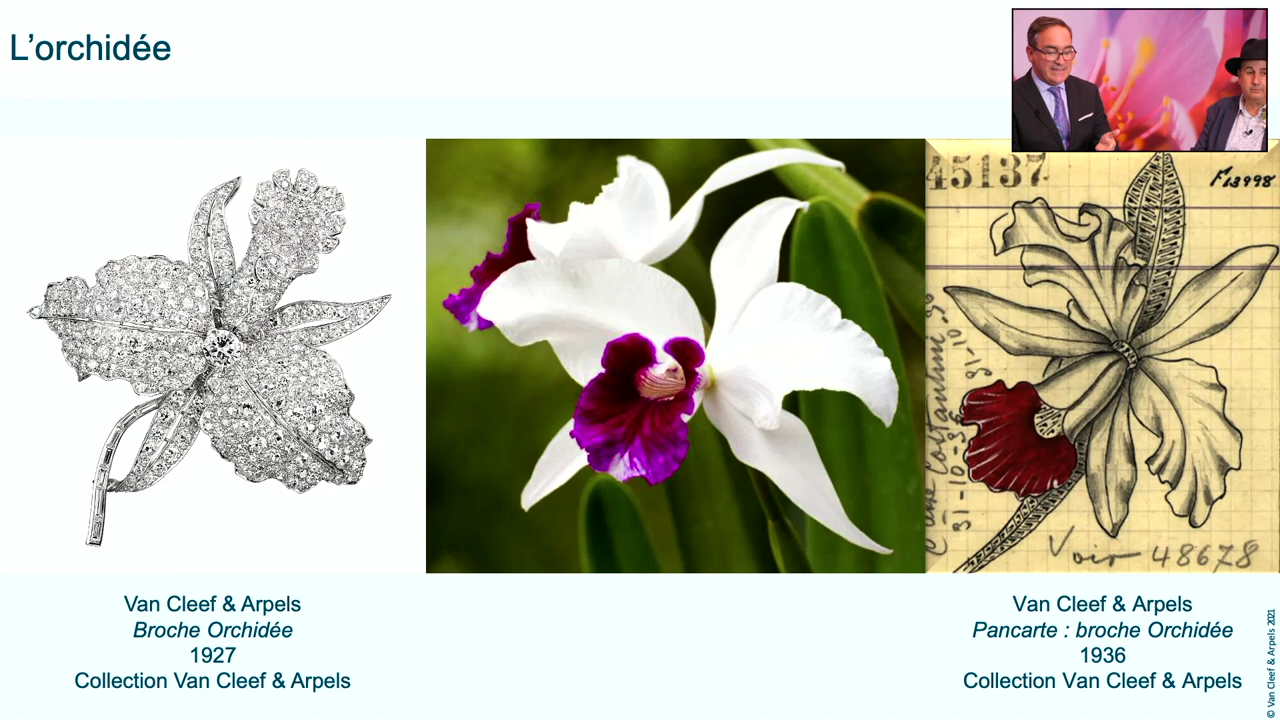 L'orchidée
45137
F13998
31-10-36
Voir 48678
Van Cleef & Arpels
Broche Orchidée
1927
Collection Van Cleef & Arpels
Van Cleef & Arpels
Pancarte : broche Orchidée
1936
Collection Van Cleef & Arpels
© Van Cleef & Arpels 2021